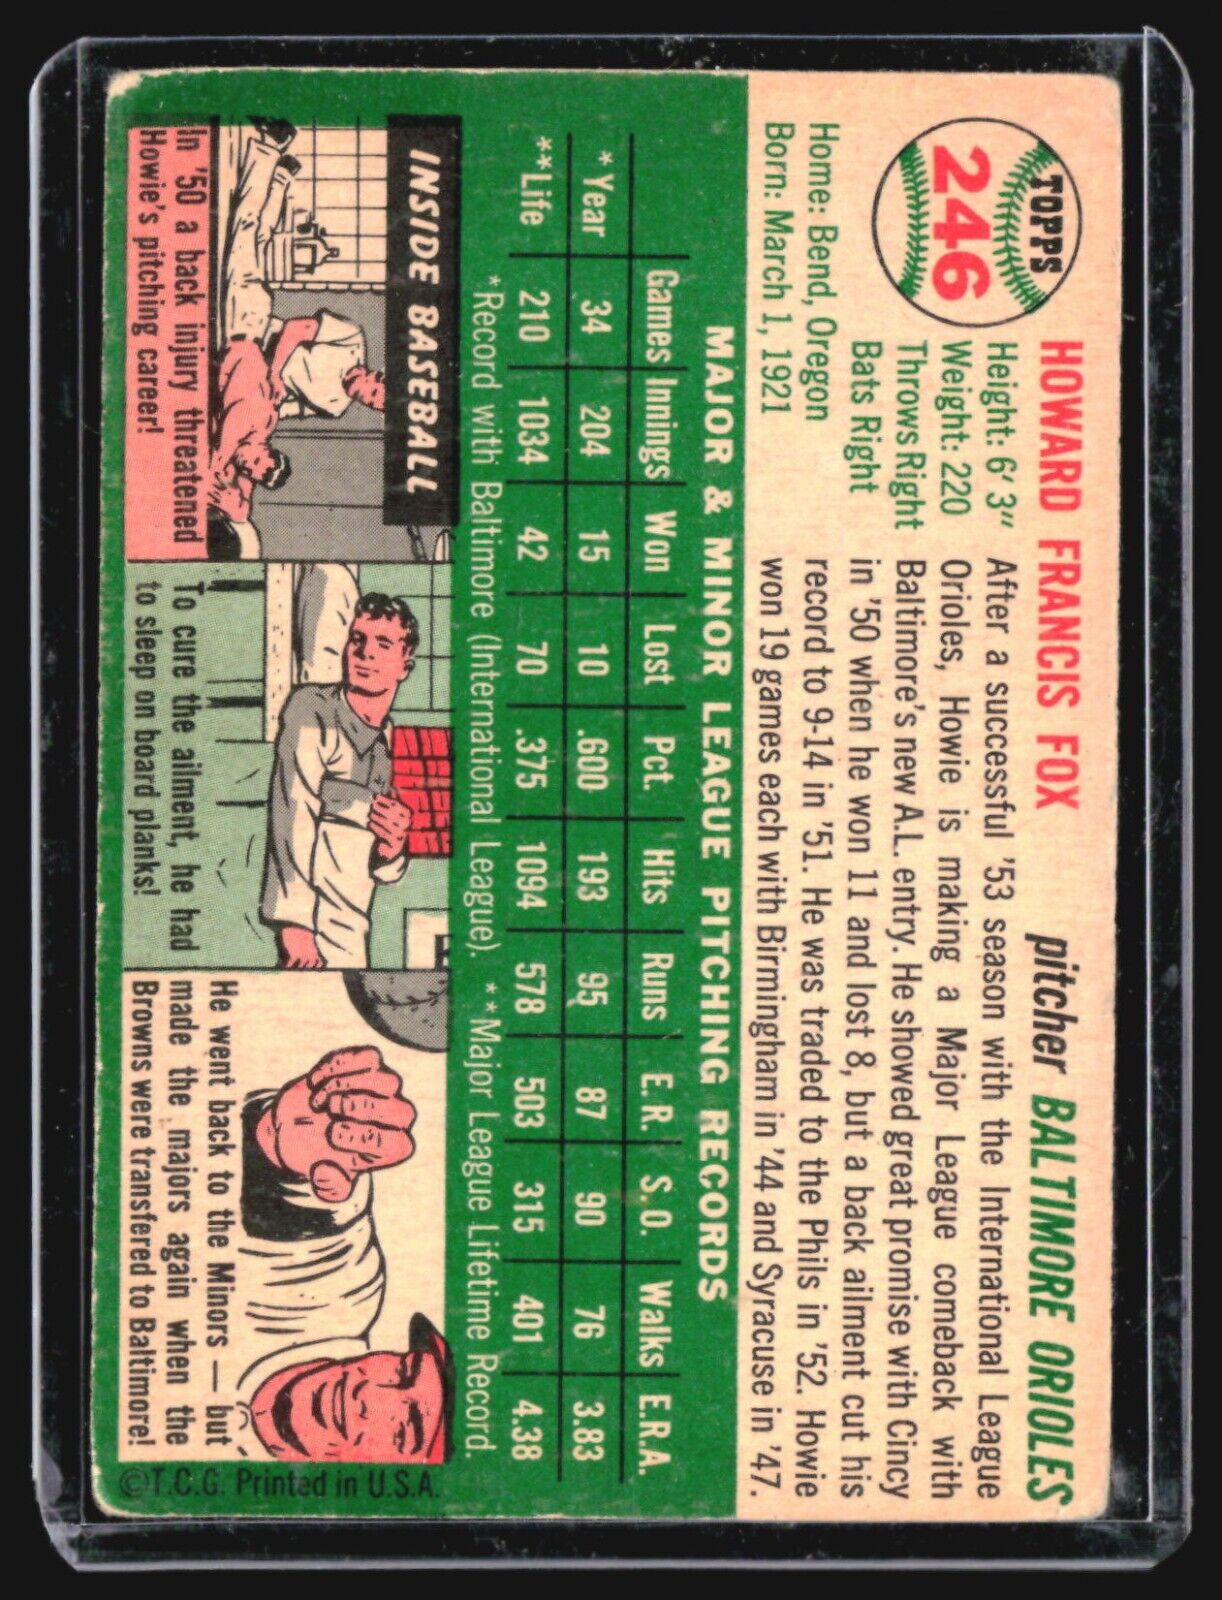 TOPPS
246
HOWARD FRANCIS FOX
pitcher BALTIMORE ORIOLES
Height: 6' 3"
Weight: 220
Throws Right
Bats Right
Home: Bend, Oregon
Born: March 1, 1921
After a successful '53 season with the International League
Orioles, Howie is making a Major League comeback with
Baltimore's new A.L. entry. He showed great promise with Cincy
in '50 when he won 11 and lost 8, but a back ailment cut his
record to 9-14 in '51. He was traded to the Phils in '52. Howie
won 19 games each with Birmingham in '44 and Syracuse in '47.
MAJOR & MINOR LEAGUE PITCHING RECORDS
Games Innings Won Lost Pct. Hits Runs E.R. S.O. Walks E.R.A.
*Year 34 204 15 10 .600 193 95 87 90 76 3.83
**Life 210 1034 42 70 .375 1094 578 503 315 401 4.38
*Record with Baltimore (International League). **Major League Lifetime Record.
INSIDE BASEBALL
In '50 a back injury threatened
Howie's pitching career!
To cure the ailment, he had
to sleep on board planks!
He went back to the Minors — but
made the majors again when the
Browns were transfered to Baltimore!
©T.C.G. Printed in U.S.A.